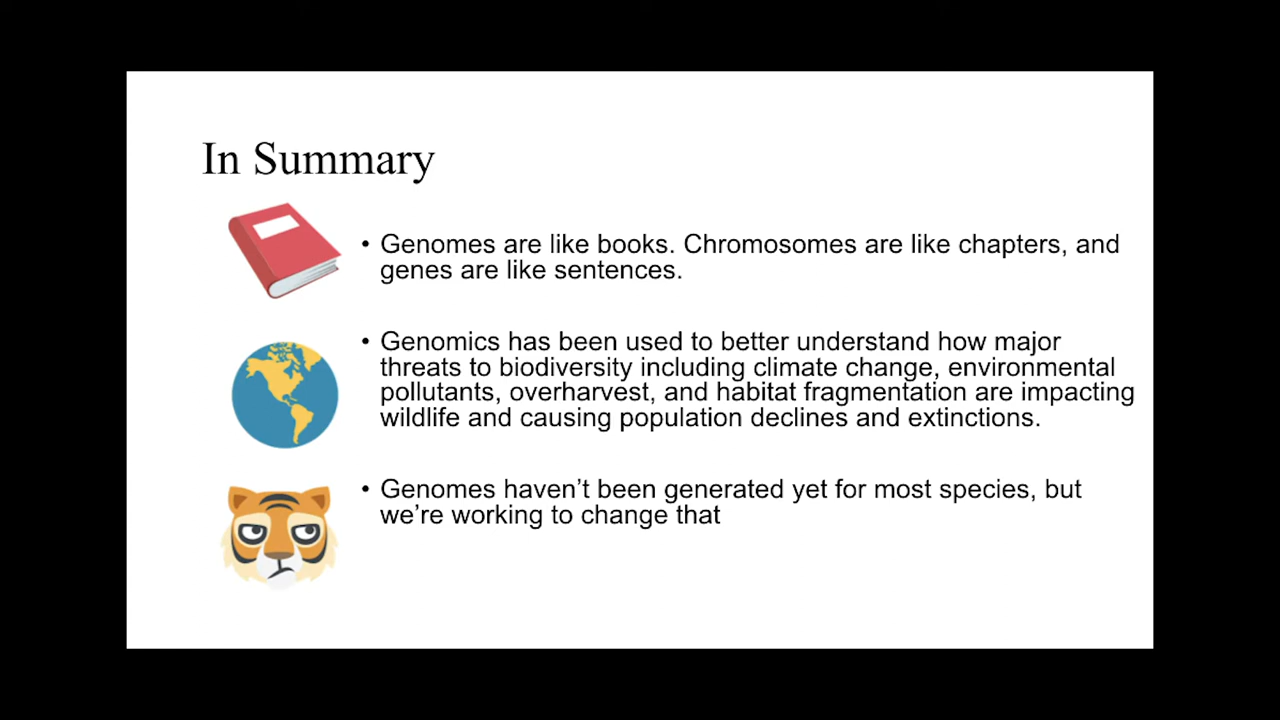 In Summary
• Genomes are like books. Chromosomes are like chapters, and
genes are like sentences.
• Genomics has been used to better understand how major
threats to biodiversity including climate change, environmental
pollutants, overharvest, and habitat fragmentation are impacting
wildlife and causing population declines and extinctions.
• Genomes haven’t been generated yet for most species, but
we’re working to change that